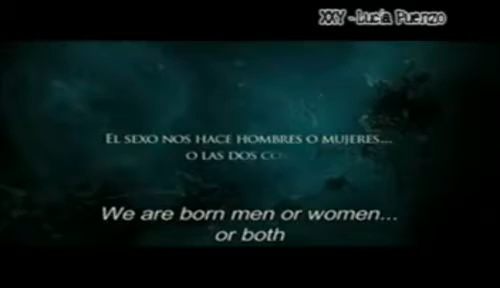 XXY - Lucía Puenzo
EL SEXO NOS HACE HOMBRES O MUJERES...
O LAS DOS
We are born men or women...
or both